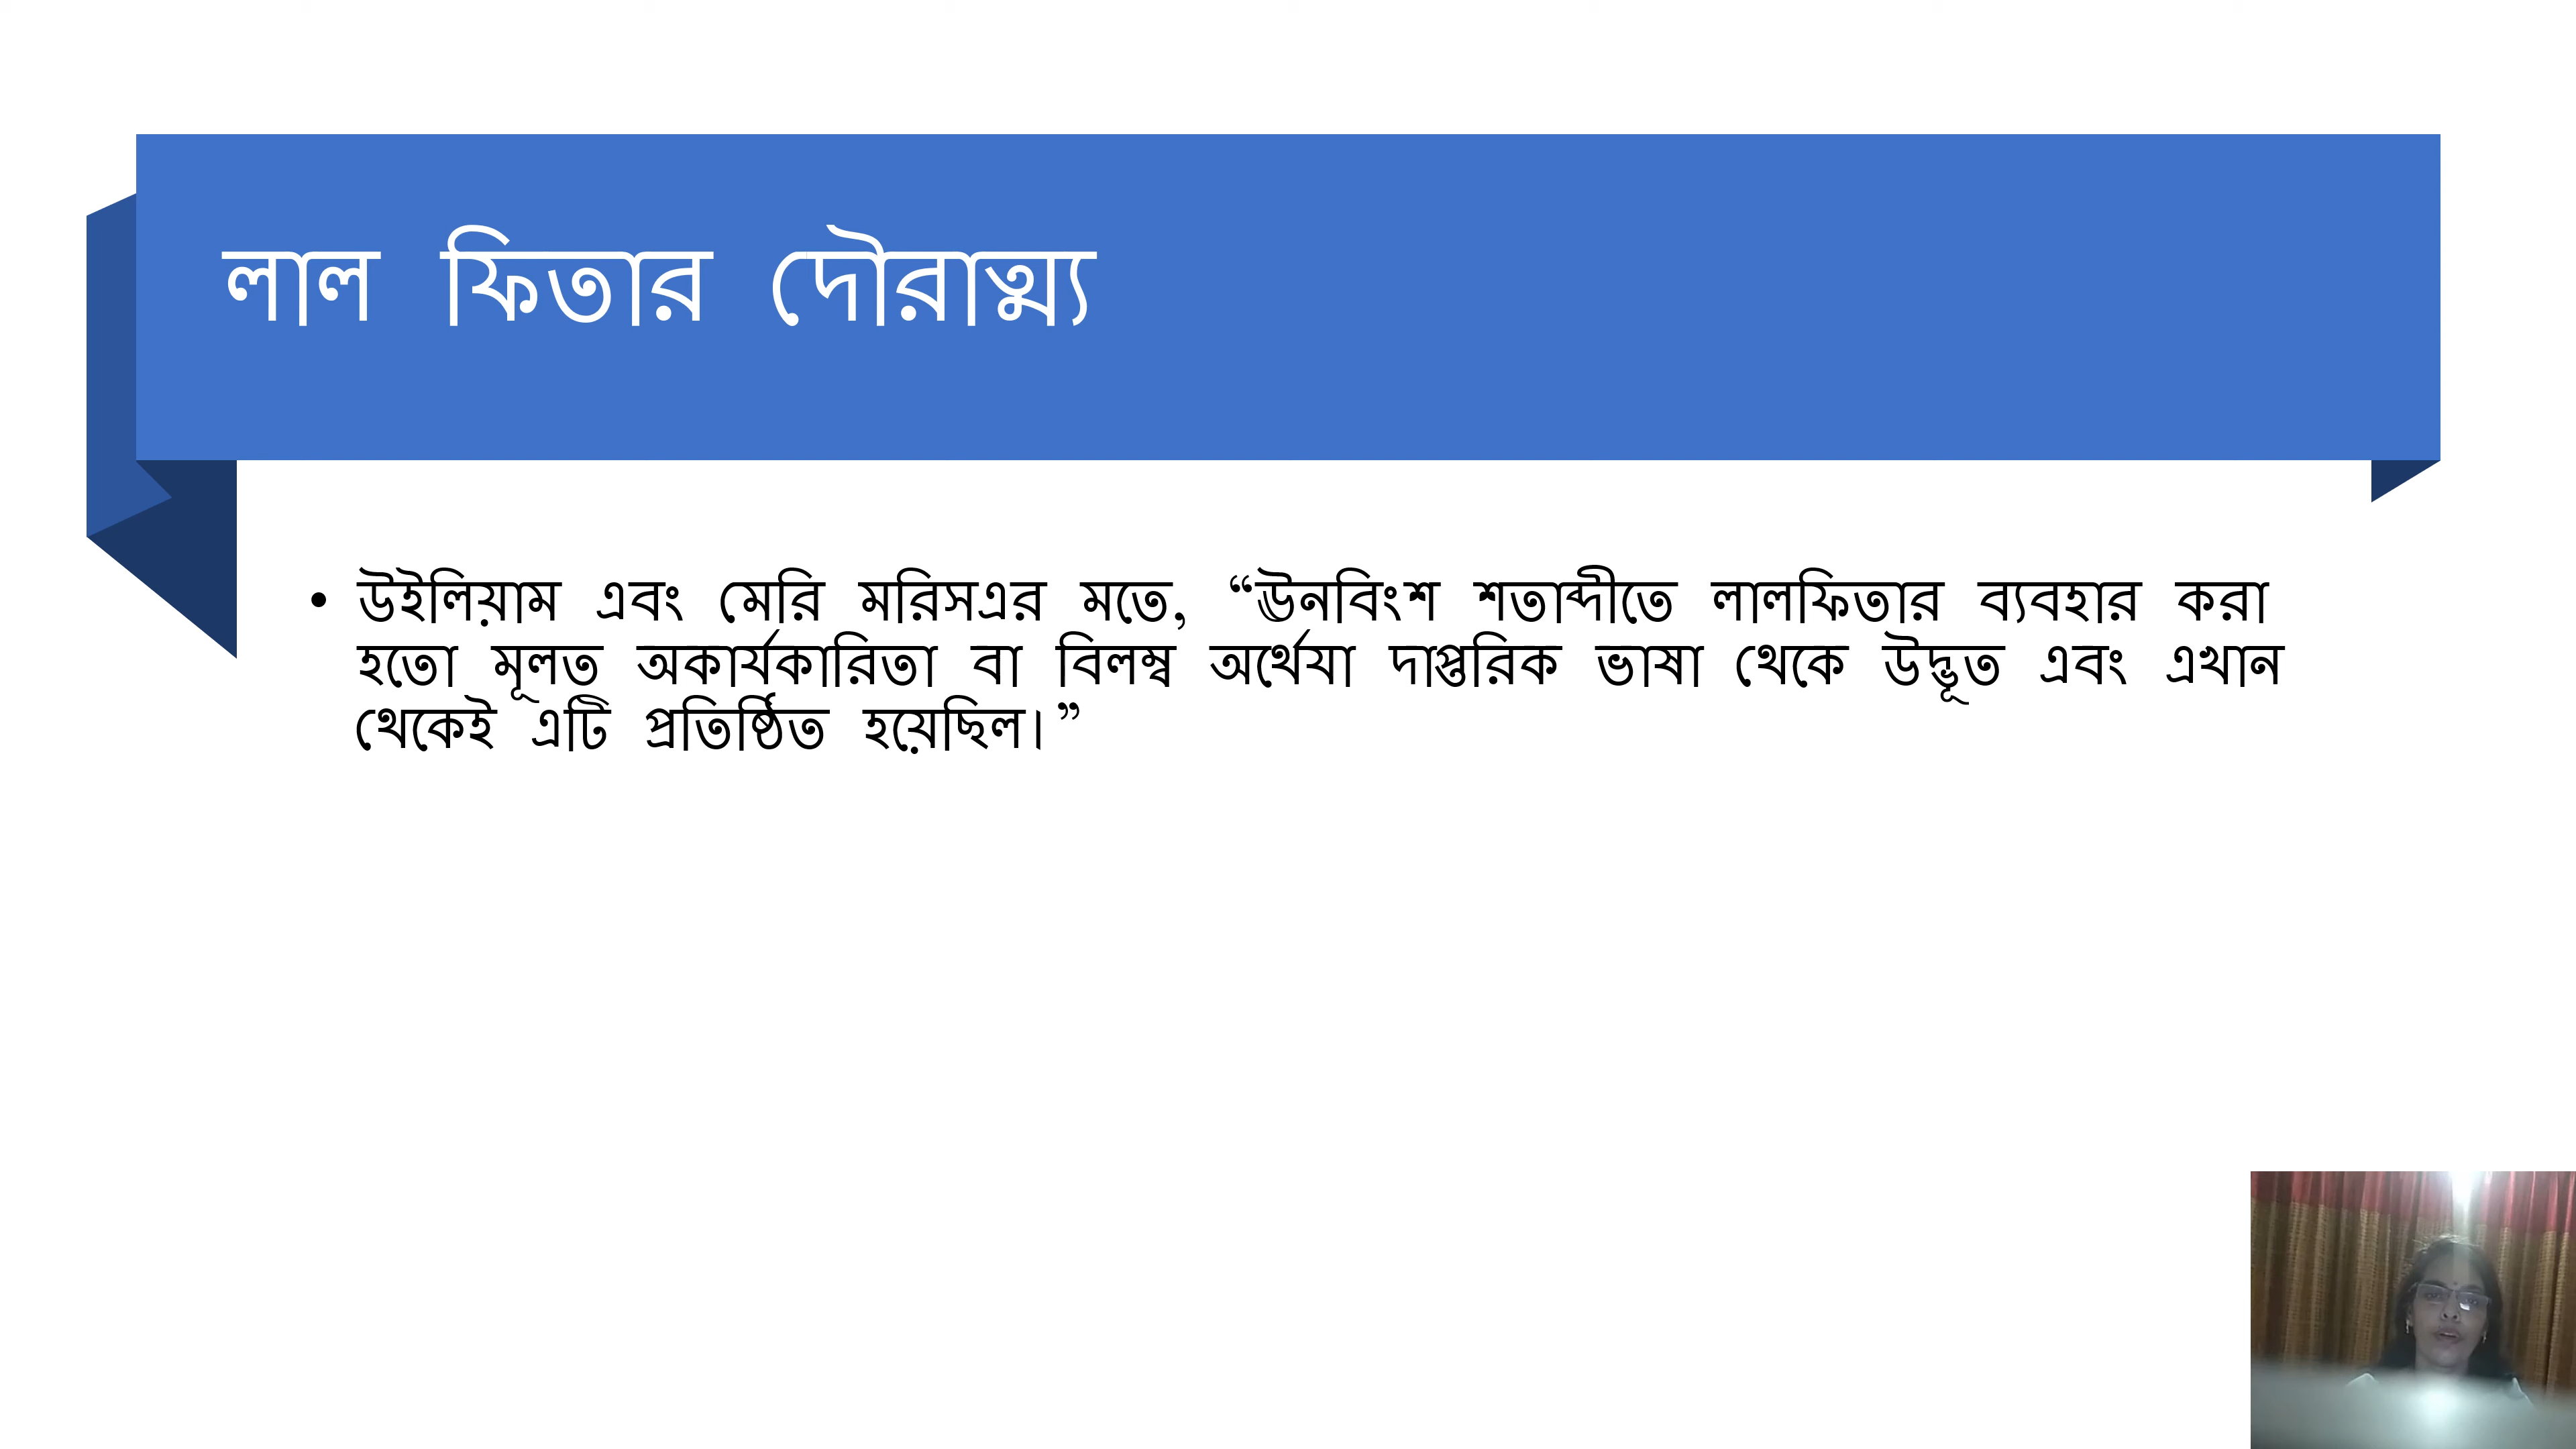 লাল ফিতার দৌরাত্ম্য
• উইলিয়াম এবং মেরি মরিসএর মতে, “ঊনবিংশ শতাব্দীতে লালফিতার ব্যবহার করা
হতো মূলত অকার্যকারিতা বা বিলম্ব অর্থেযা দাপ্তরিক ভাষা থেকে উদ্ভূত এবং এখান
থেকেই এটি প্রতিষ্ঠিত হয়েছিল।”